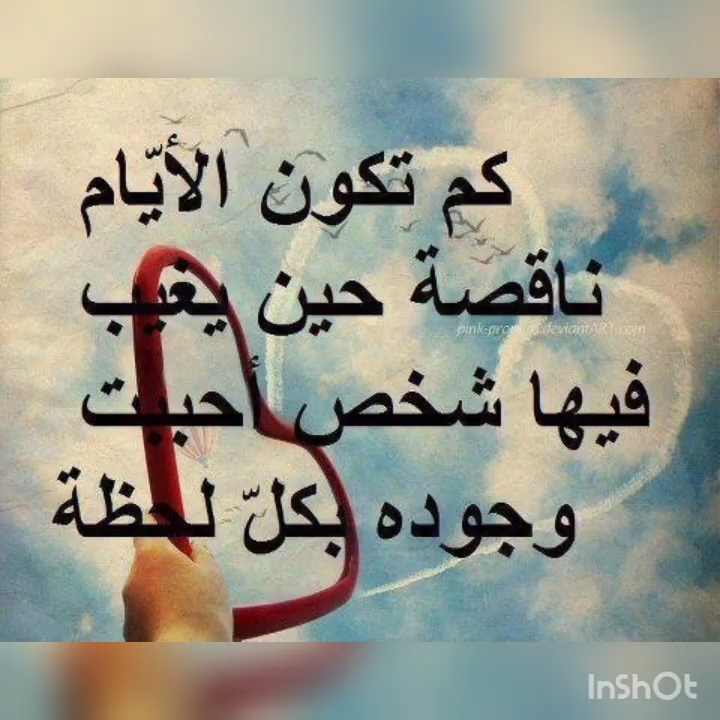 كم تكون الأيّام
ناقصة حين يغيب
فيها شخص أحببت
وجوده بكلّ لحظة
InShOt